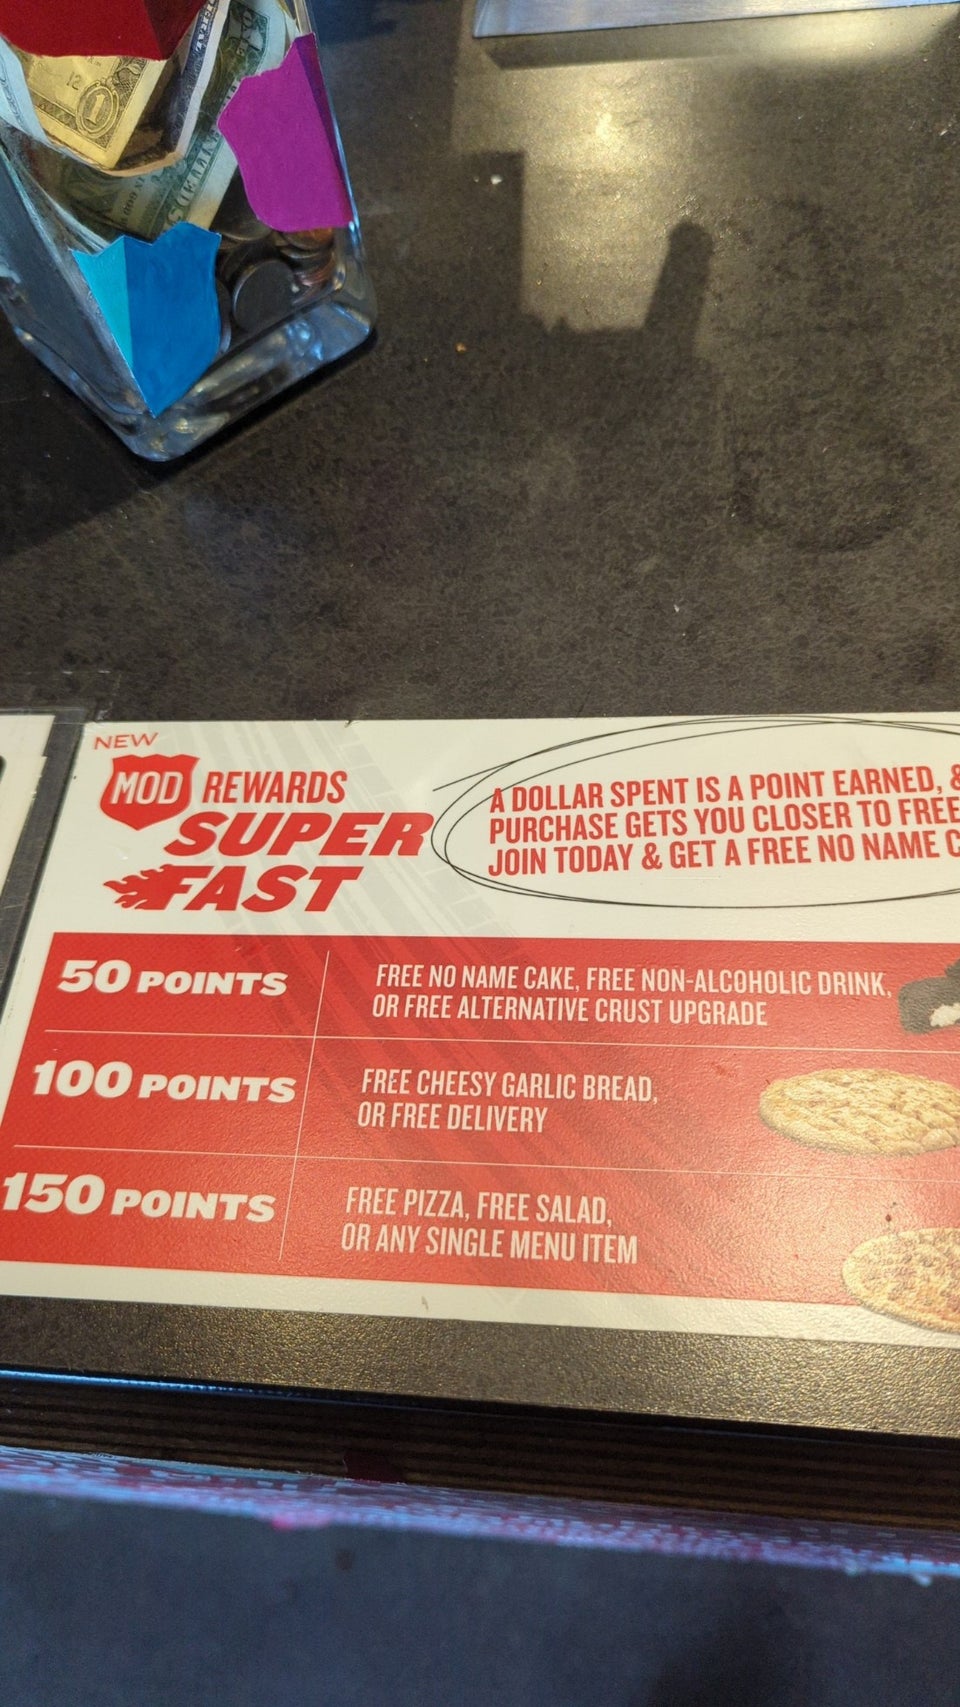 12
1
NEW
MOD REWARDS
SUPER
FAST
A DOLLAR SPENT IS A POINT EARNED, &
PURCHASE GETS YOU CLOSER TO FREE
JOIN TODAY & GET A FREE NO NAME C
50 POINTS
FREE NO NAME CAKE, FREE NON-ALCOHOLIC DRINK,
OR FREE ALTERNATIVE CRUST UPGRADE
100 POINTS
FREE CHEESY GARLIC BREAD,
OR FREE DELIVERY
150 POINTS
FREE PIZZA, FREE SALAD,
OR ANY SINGLE MENU ITEM